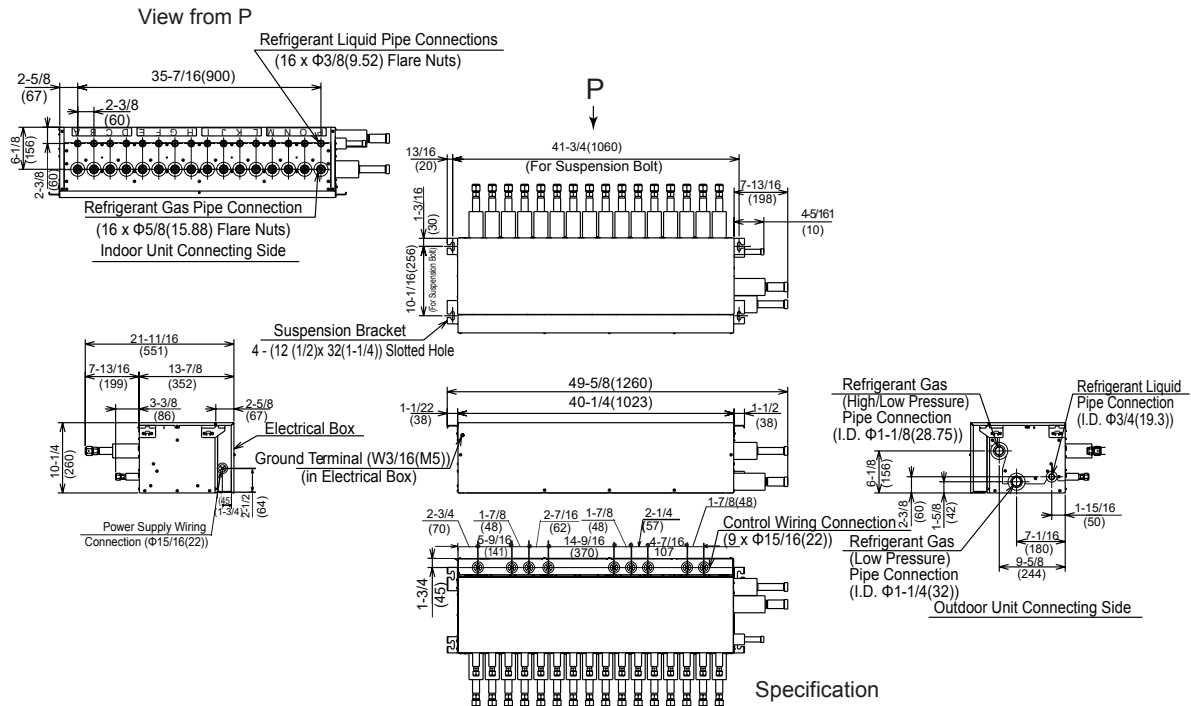 View from P
Refrigerant Liquid Pipe Connections
(16 x Φ3/8(9.52) Flare Nuts)
35-7/16(900)
2-5/8
(67)
2-3/8
(60)
A B C D E F G H I J K L M N O P
6-1/8
(156)
2-3/8
(60)
Refrigerant Gas Pipe Connection
(16 x Φ5/8(15.88) Flare Nuts)
Indoor Unit Connecting Side
P
13/16
(20)
41-3/4(1060)
(For Suspension Bolt)
7-13/16
(198)
4-5/161
(10)
1-3/16
(30)
10-1/16(256)
(For Suspension Bolt)
Suspension Bracket
4 - (12 (1/2)x 32(1-1/4)) Slotted Hole
21-11/16
(551)
7-13/16
(199)
13-7/8
(352)
3-3/8
(86)
2-5/8
(67)
10-1/4
(260)
Electrical Box
Ground Terminal (W3/16(M5))
(in Electrical Box)
(45)
1-3/4
2-1/2
(64)
Power Supply Wiring
Connection (Φ15/16(22))
49-5/8(1260)
1-1/22
(38)
40-1/4(1023)
1-1/2
(38)
2-3/4
(70)
1-7/8
(48)
2-7/16
(62)
1-7/8
(48)
2-1/4
(57)
1-7/8(48)
5-9/16
(141)
14-9/16
(370)
4-7/16
107
Control Wiring Connection
(9 x Φ15/16(22))
1-3/4
(45)
Refrigerant Gas
(High/Low Pressure)
Pipe Connection
(I.D. Φ1-1/8(28.75))
Refrigerant Liquid
Pipe Connection
(I.D. Φ3/4(19.3))
6-1/8
(156)
2-3/8
(60)
1-5/8
(42)
1-15/16
(50)
7-1/16
(180)
9-5/8
(244)
Refrigerant Gas
(Low Pressure)
Pipe Connection
(I.D. Φ1-1/4(32))
Outdoor Unit Connecting Side
Specification